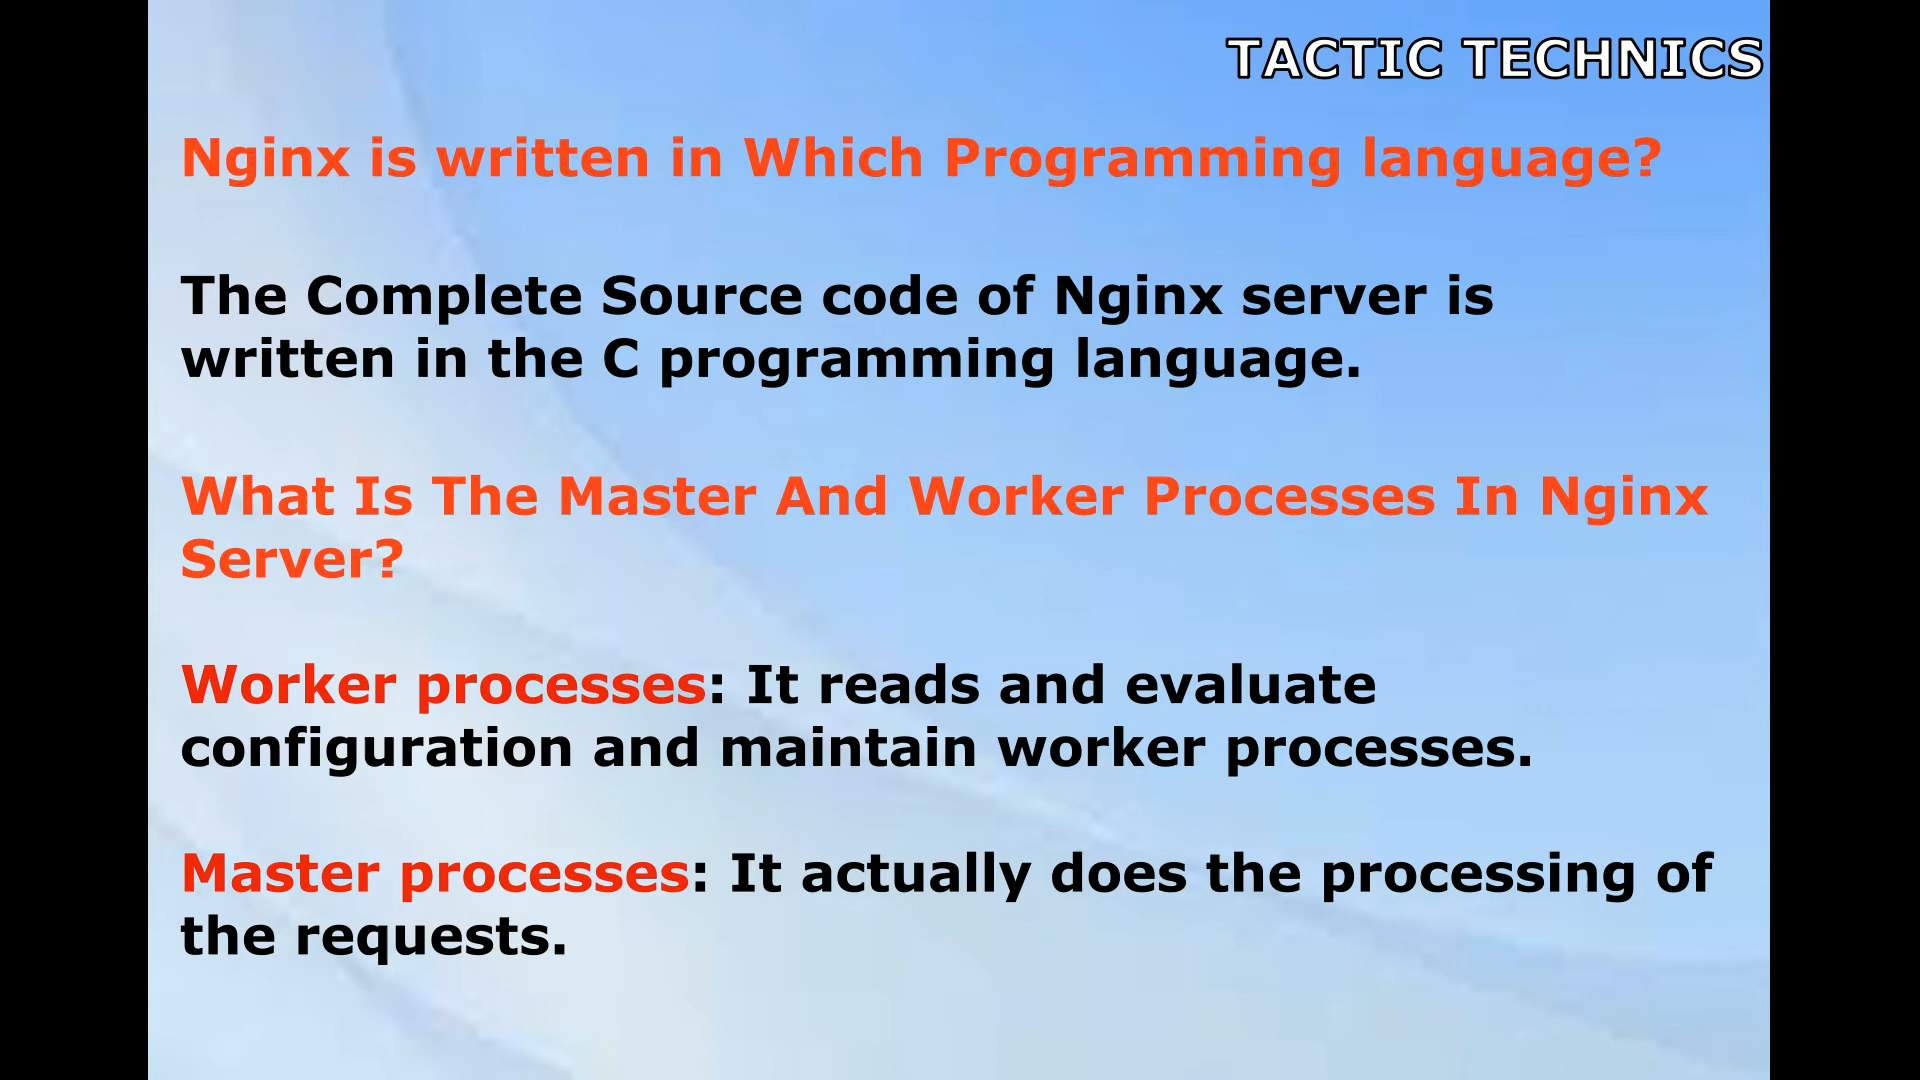 TACTIC TECHNICS
Nginx is written in Which Programming language?
The Complete Source code of Nginx server is
written in the C programming language.
What Is The Master And Worker Processes In Nginx
Server?
Worker processes: It reads and evaluate
configuration and maintain worker processes.
Master processes: It actually does the processing of
the requests.